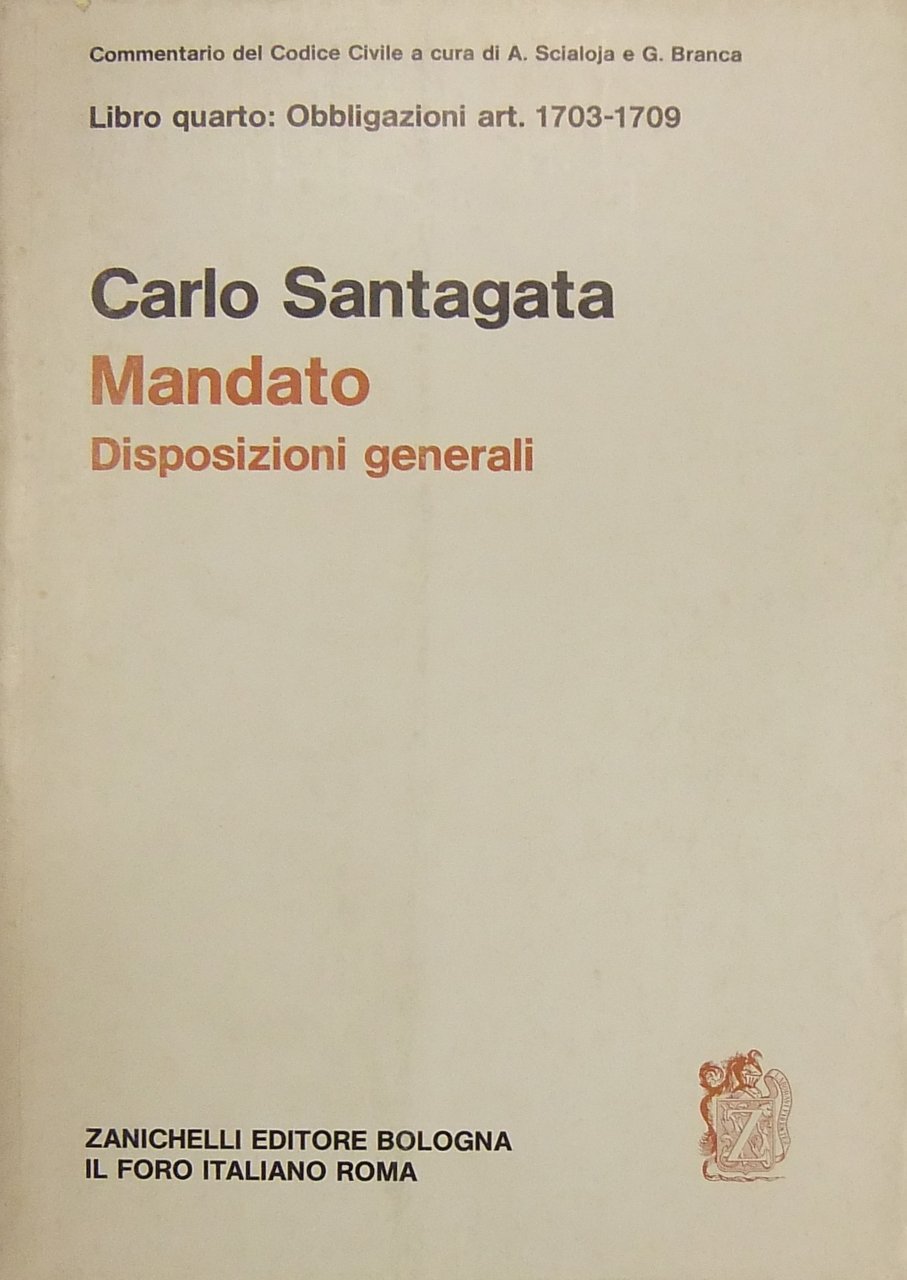 Commentario del Codice Civile a cura di A. Scialoja e G. Branca
Libro quarto: Obbligazioni art. 1703-1709
Carlo Santagata
Mandato
Disposizioni generali
ZANICHELLI EDITORE BOLOGNA
IL FORO ITALIANO ROMA
Z